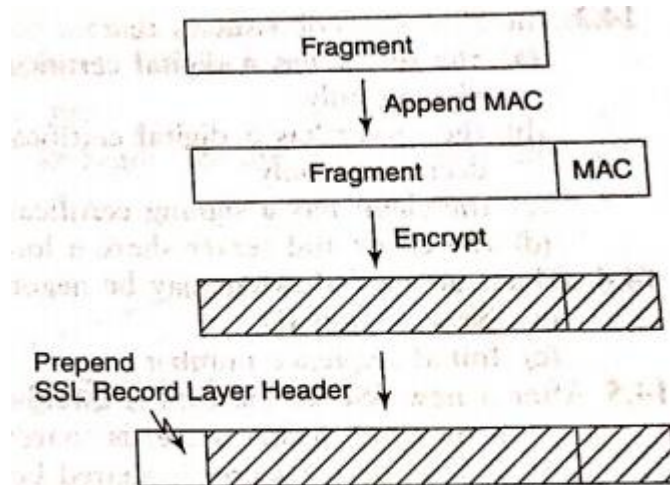 Fragment
Append MAC
Fragment MAC
Encrypt
Prepend
SSL Record Layer Header